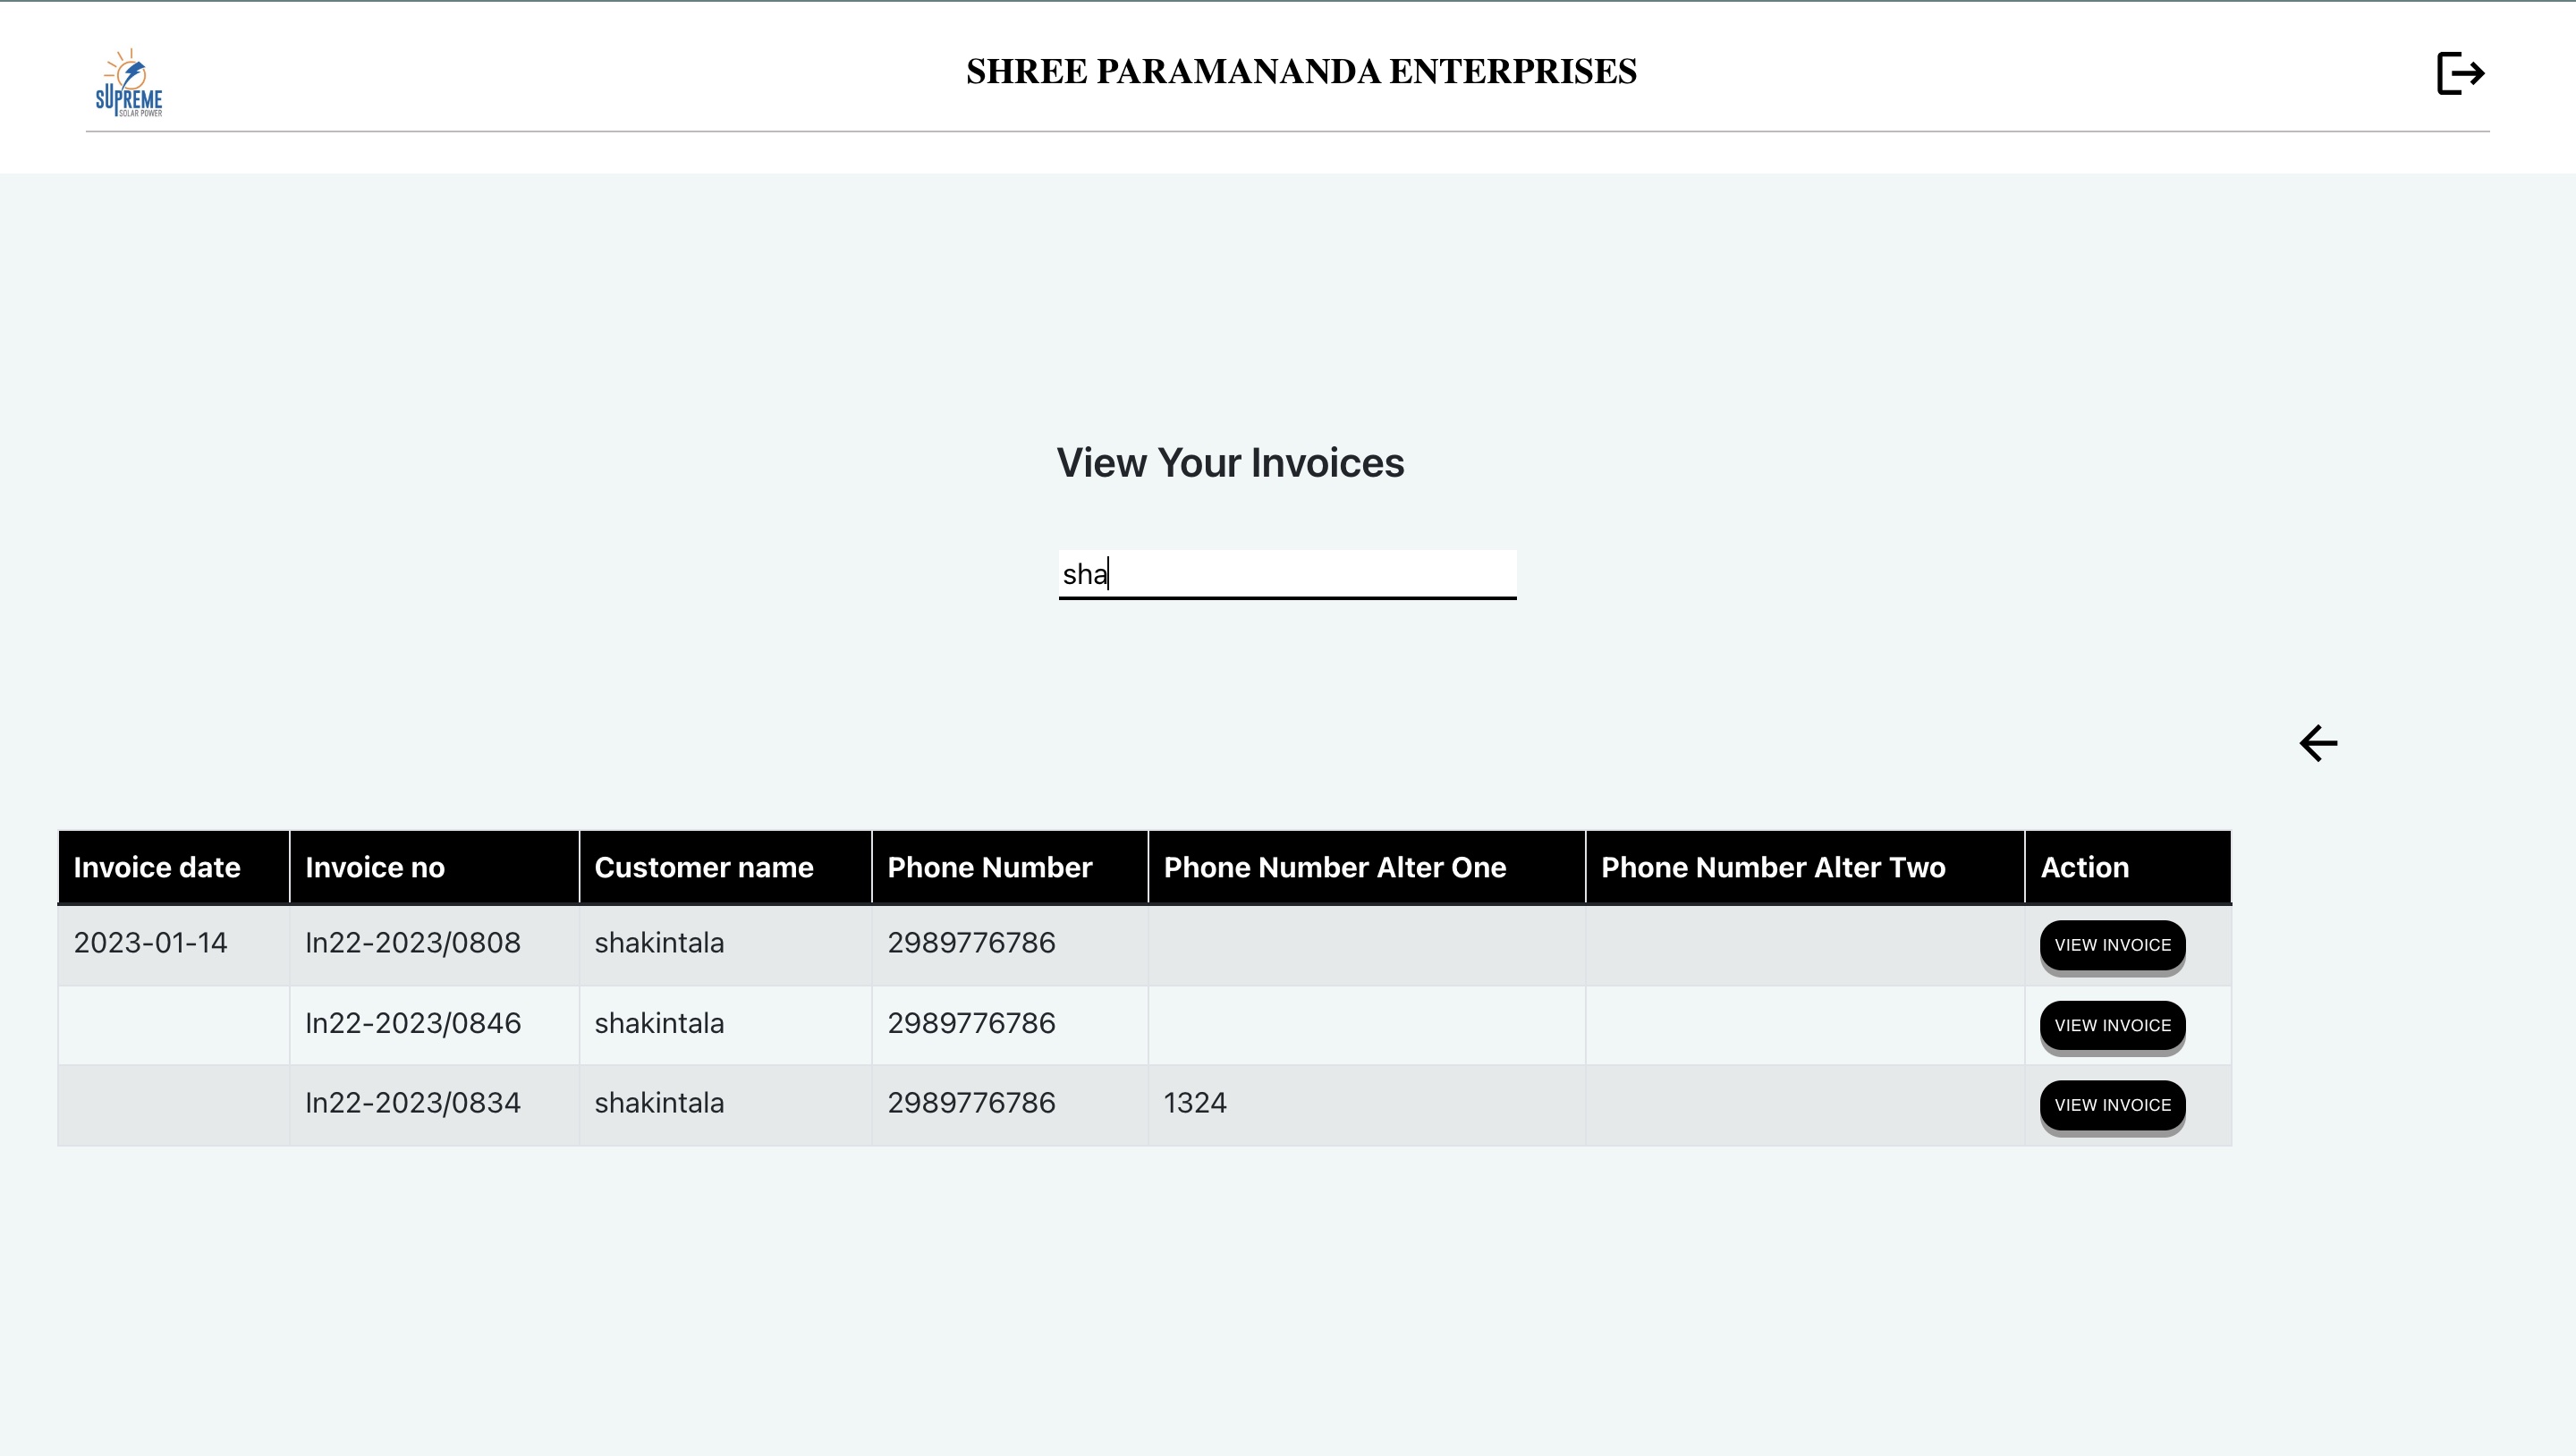 SUPREME
SOLAR POWER
SHREE PARAMANANDA ENTERPRISES
View Your Invoices
sha
Invoice date Invoice no Customer name Phone Number Phone Number Alter One Phone Number Alter Two Action
2023-01-14 In22-2023/0808 shakintala 2989776786 VIEW INVOICE
In22-2023/0846 shakintala 2989776786 VIEW INVOICE
In22-2023/0834 shakintala 2989776786 1324 VIEW INVOICE